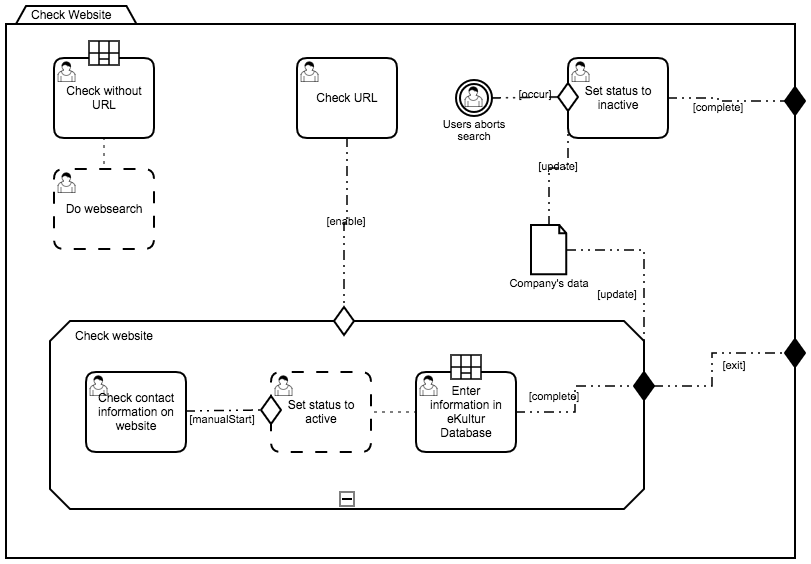 Check Website
Check without
URL
Check URL
[occur]
Set status to
inactive
[complete]
Users aborts
search
[update]
Do websearch
[enable]
Company's data
[update]
Check website
[exit]
Check contact
information on
website
[manualStart]
Set status to
active
Enter
information in
eKultur
Database
[complete]